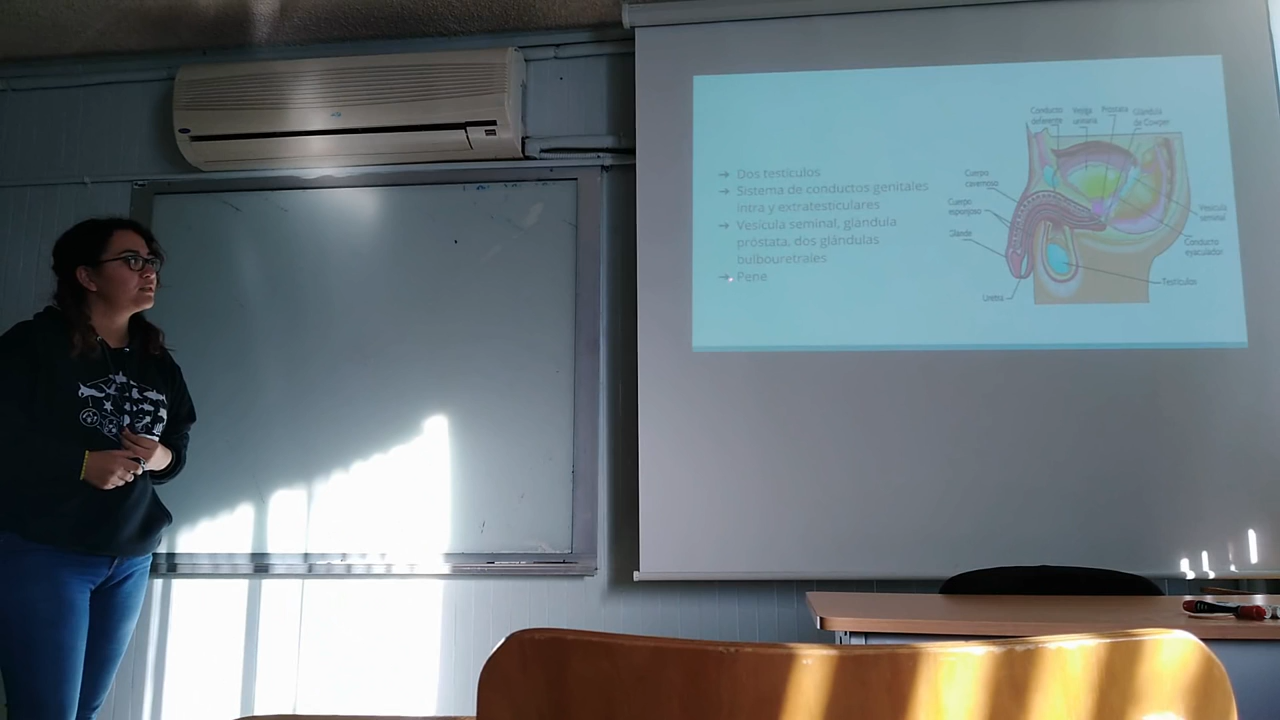 → Dos testículos
→ Sistema de conductos genitales
intra y extratesticulares
→ Vesícula seminal, glandula
próstata, dos glándulas
bulbouretrales
→ Pene
Conducto
deferente
Vejiga
urinaria
Próstata
Glándula
de Cowper
Cuerpo
cavernoso
Cuerpo
esponjoso
Glande
Uretra
Vesícula
seminal
Conducto
eyaculador
Testículos